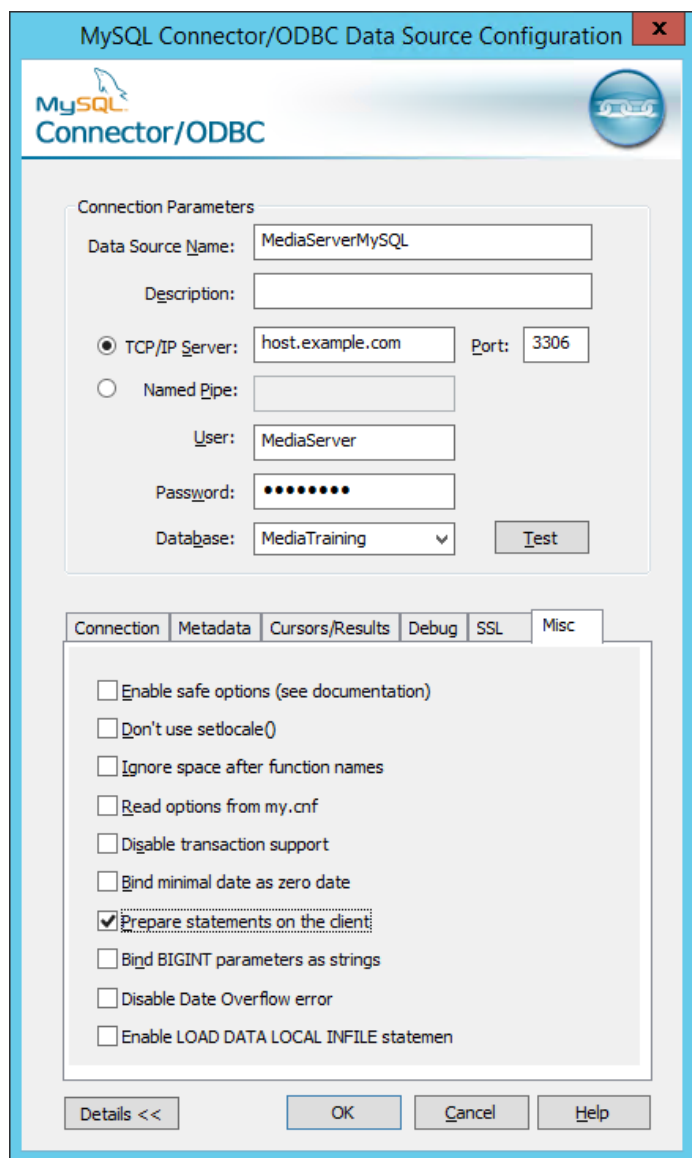 MySQL Connector/ODBC Data Source Configuration x
MySQL
Connector/ODBC
Connection Parameters
Data Source Name: MediaServerMySQL
Description:
TCP/IP Server: host.example.com Port: 3306
Named Pipe:
User: MediaServer
Password: ••••••••
Database: MediaTraining Test
Connection Metadata Cursors/Results Debug SSL Misc
Enable safe options (see documentation)
Don't use setlocale()
Ignore space after function names
Read options from my.cnf
Disable transaction support
Bind minimal date as zero date
Prepare statements on the client
Bind BIGINT parameters as strings
Disable Date Overflow error
Enable LOAD DATA LOCAL INFILE statemen
Details << OK Cancel Help